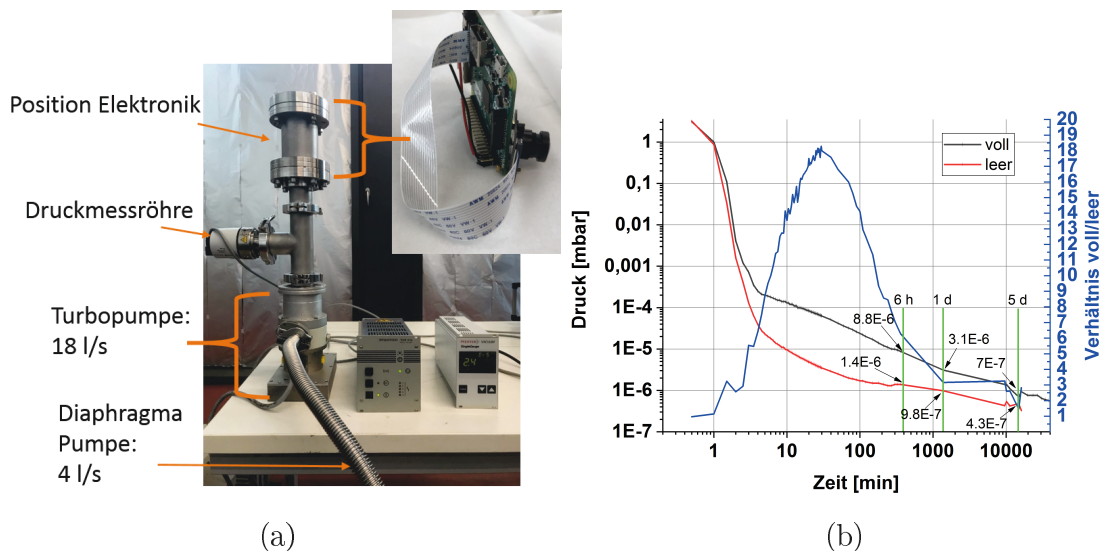 Position Elektronik
Druckmessröhre
Turbopumpe:
18 l/s
Diaphragma
Pumpe:
4 l/s
24
(a)
Druck [mbar]
1
0,1
0,01
0,001
1E-4
1E-5
1E-6
1E-7
voll
leer
6 h
1 d
5 d
8.8E-6
3.1E-6
1.4E-6
7E-7
9.8E-7
4.3E-7
1
10
100
1000
10000
Zeit [min]
20
19
18
17
16
15
14
13
12
11
10
9
8
7
6
5
4
3
2
1
Verhältnis voll/leer
(b)